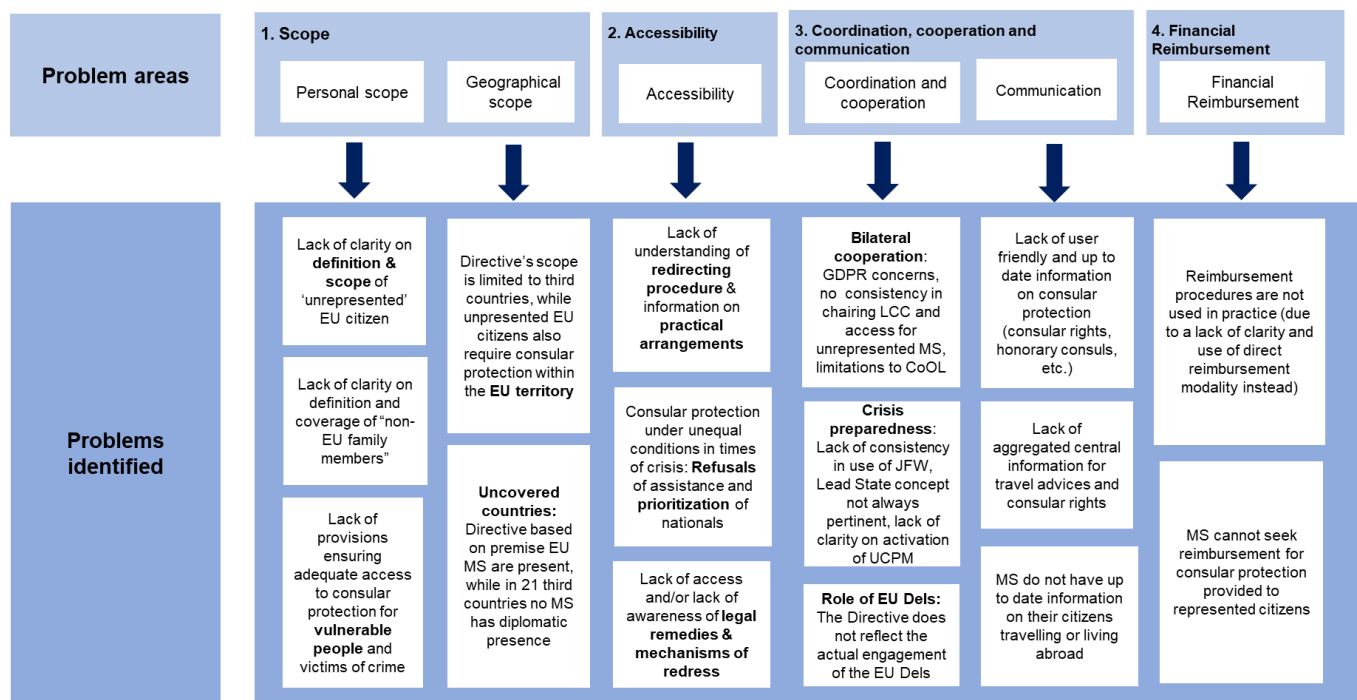 Problem areas
1. Scope
Personal scope
Geographical
scope
2. Accessibility
Accessibility
3. Coordination, cooperation and
communication
Coordination and
cooperation
Communication
4. Financial
Reimbursement
Financial
Reimbursement
Problems
identified
Lack of clarity on
definition & scope of
‘unrepresented’
EU citizen
Lack of clarity on
definition and
coverage of “non-
EU family
members”
Lack of
provisions
ensuring
adequate access
to consular
protection for
vulnerable
people and
victims of crime
Directive’s scope
is limited to third
countries, while
unpresented EU
citizens also
require consular
protection within
the EU territory
Uncovered
countries:
Directive based
on premise EU
MS are present,
while in 21 third
countries no MS
has diplomatic
presence
Lack of
understanding of
redirecting
procedure &
information on
practical
arrangements
Consular protection
under unequal
conditions in times
of crisis: Refusals
of assistance and
prioritization of
nationals
Lack of access
and/or lack of
awareness of legal
remedies &
mechanisms of
redress
Bilateral
cooperation:
GDPR concerns,
no consistency in
chairing LCC and
access for
unrepresented MS,
limitations to CoOL
Crisis
preparedness:
Lack of consistency
in use of JFW,
Lead State concept
not always
pertinent, lack of
clarity on activation
of UCPM
Role of EU Dels:
The Directive does
not reflect the
actual engagement
of the EU Dels
Lack of user
friendly and up to
date information
on consular
protection
(consular rights,
honorary consuls,
etc.)
Lack of
aggregated central
information for
travel advices and
consular rights
MS do not have up
to date information
on their citizens
travelling or living
abroad
Reimbursement
procedures are not
used in practice (due
to a lack of clarity and
use of direct
reimbursement
modality instead)
MS cannot seek
reimbursement for
consular protection
provided to
represented citizens